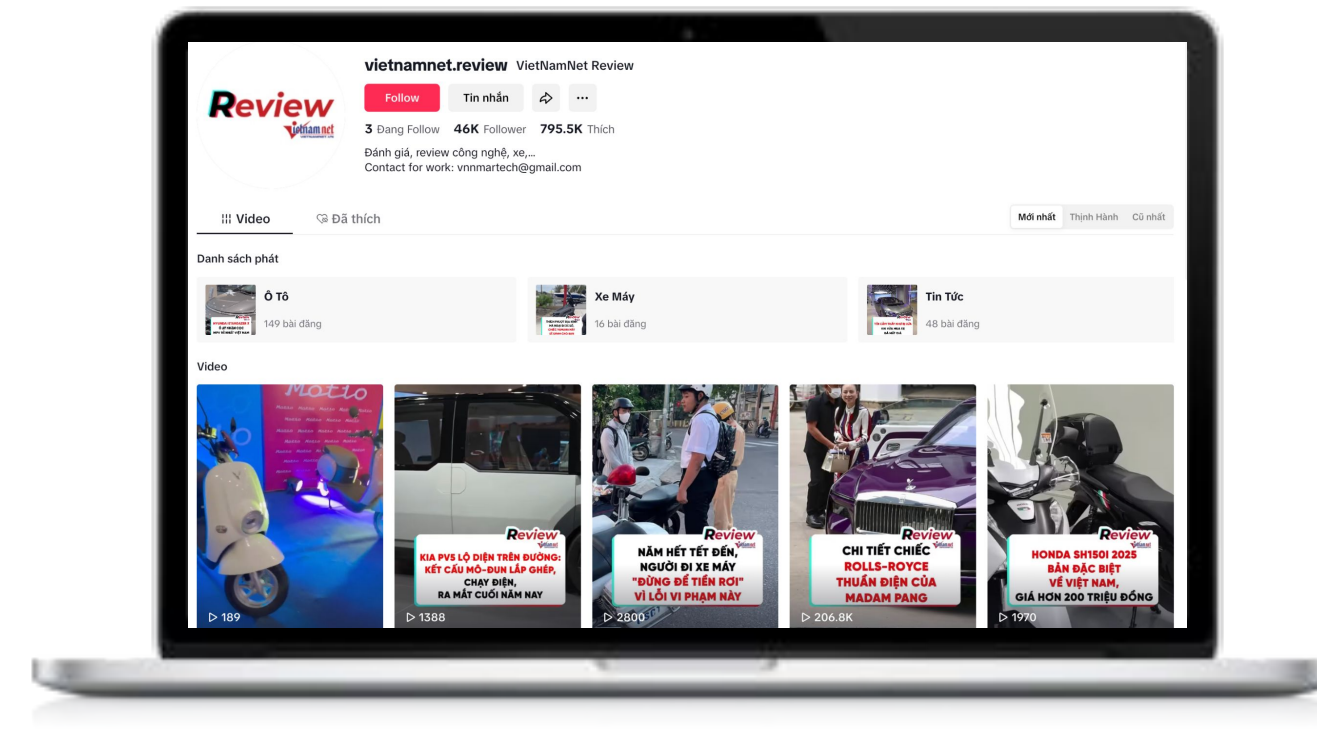 vietnamnet.review VietNamNet Review
Review
Vietnamnet
Follow
Tin nhắn
3 Đang Follow 46K Follower 795.5K Thích
Đánh giá, review công nghệ, xe,...
Contact for work: vnnmartech@gmail.com
Video
Đã thích
Mới nhất Thịnh Hành Cũ nhất
Danh sách phát
Ô Tô
149 bài đăng
Xe Máy
16 bài đăng
Tin Tức
48 bài đăng
Video
Motio
189
Review
KIA PV5 LỘ DIỆN TRÊN ĐƯỜNG:
KẾT CẤU MÔ-ĐUN LẮP GHÉP,
CHẠY ĐIỆN,
RA MẮT CUỐI NĂM NAY
1388
Review
NĂM HẾT TẾT ĐẾN,
NGƯỜI ĐI XE MÁY
"ĐỪNG ĐỂ TIỀN RƠI"
VÌ LỖI VI PHẠM NÀY
2800
Review
CHI TIẾT CHIẾC
ROLLS-ROYCE
THUẦN ĐIỆN CỦA
MADAM PANG
206.8K
Review
HONDA SH150I 2025
BẢN ĐẶC BIỆT
VỀ VIỆT NAM,
GIÁ HƠN 200 TRIỆU ĐỒNG
1970